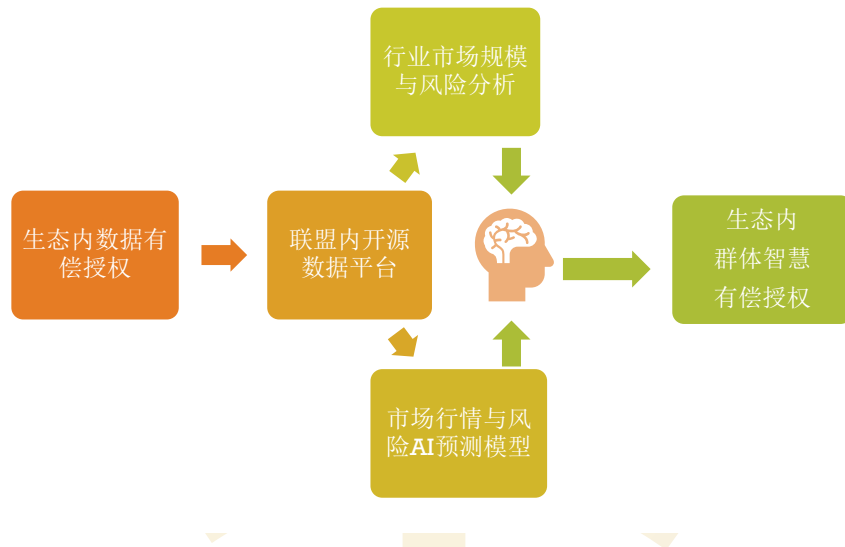 行业市场规模
与风险分析
生态内数据有
偿授权
联盟内开源
数据平台
生态内
群体智慧
有偿授权
市场行情与风
险AI预测模型